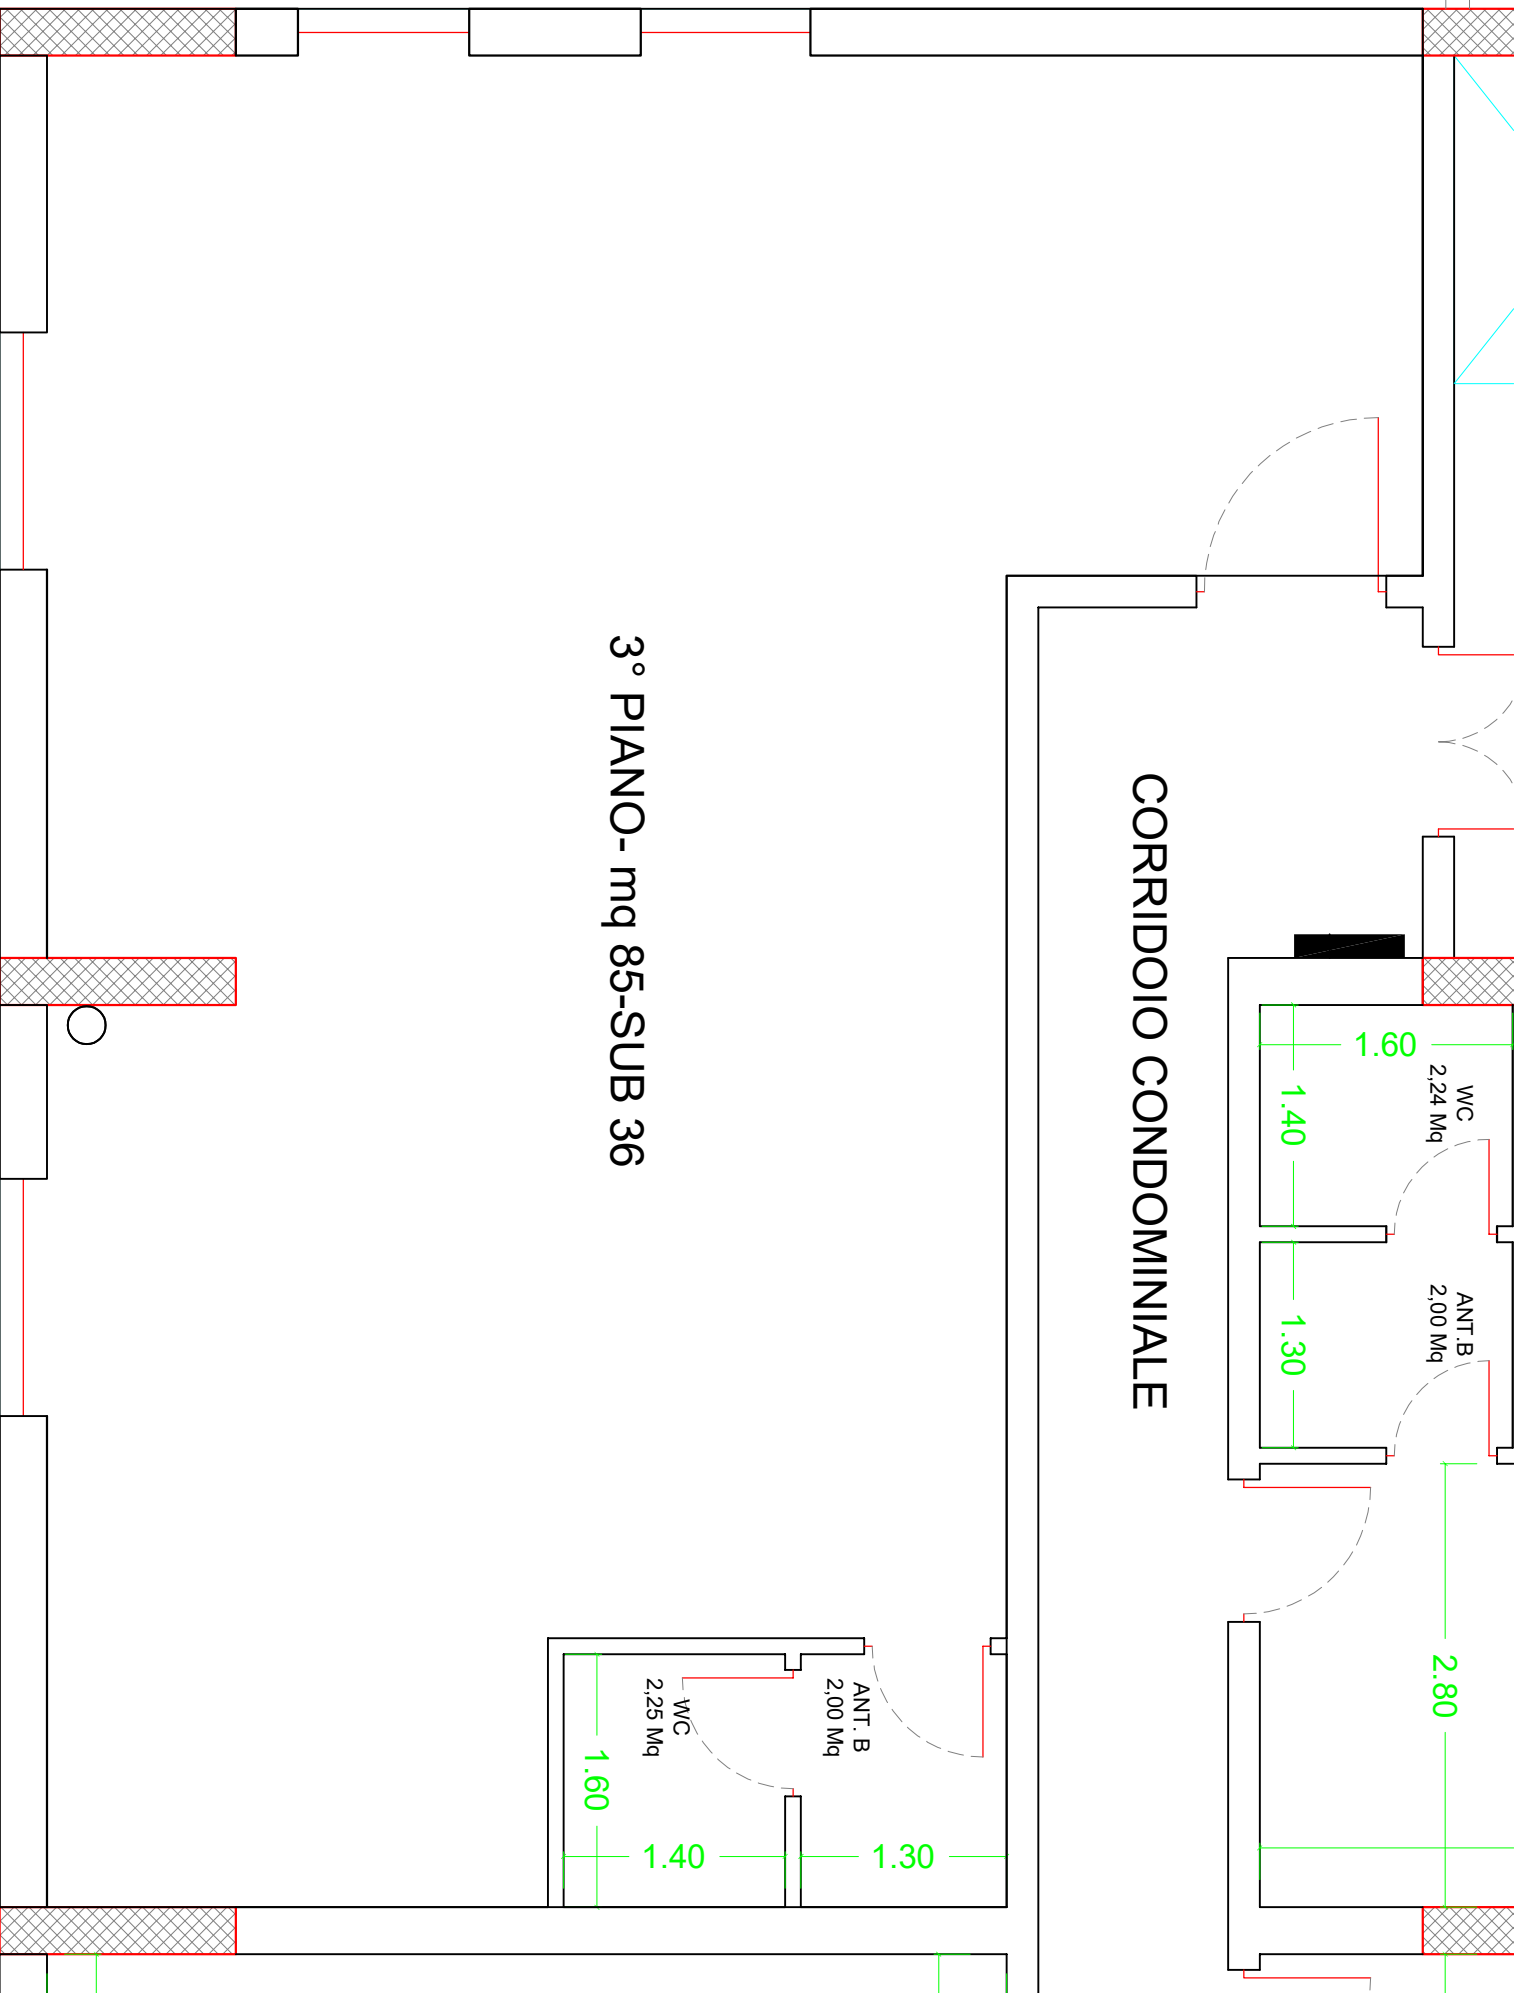 3° PIANO- mq 85-SUB 36
CORRIDOIO CONDOMINIALE
1.60
WC
2,24 Mq
1.40
ANT.B
2,00 Mq
1.30
2.80
ANT. B
2,00 Mq
WC
2,25 Mq
1.60
1.40
1.30